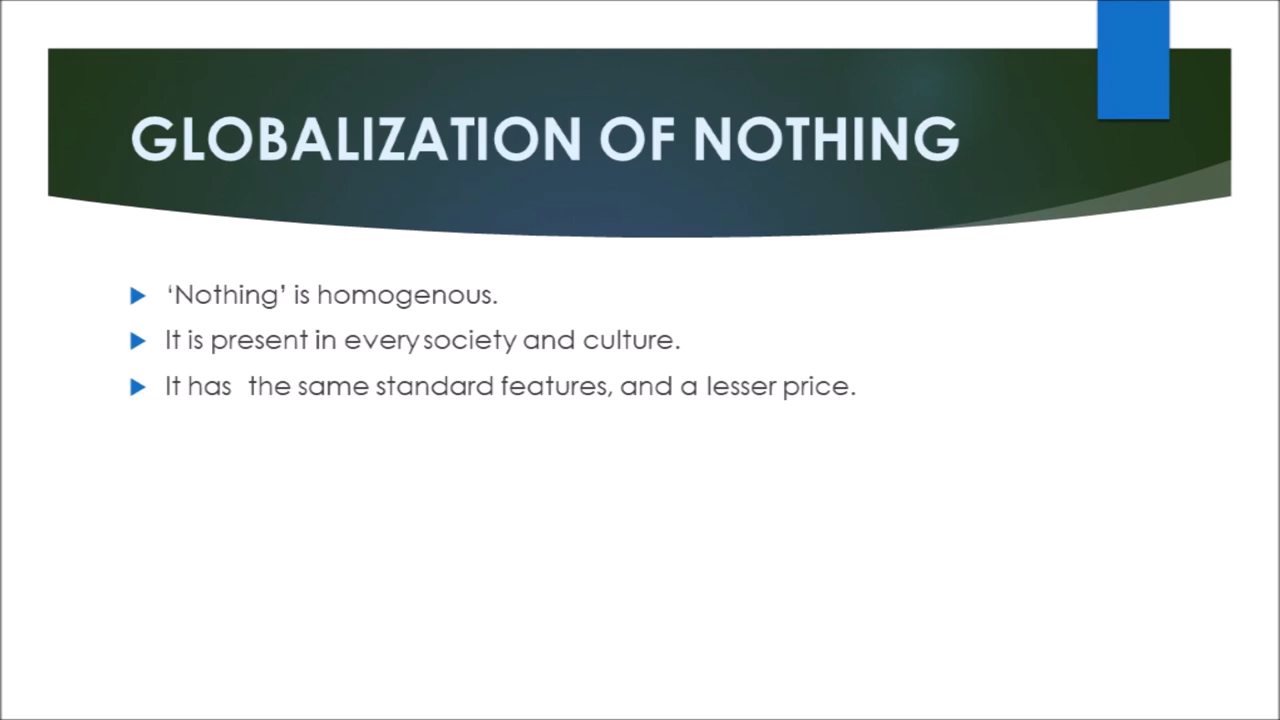 GLOBALIZATION OF NOTHING
‘Nothing’ is homogenous.
It is present in every society and culture.
It has the same standard features, and a lesser price.